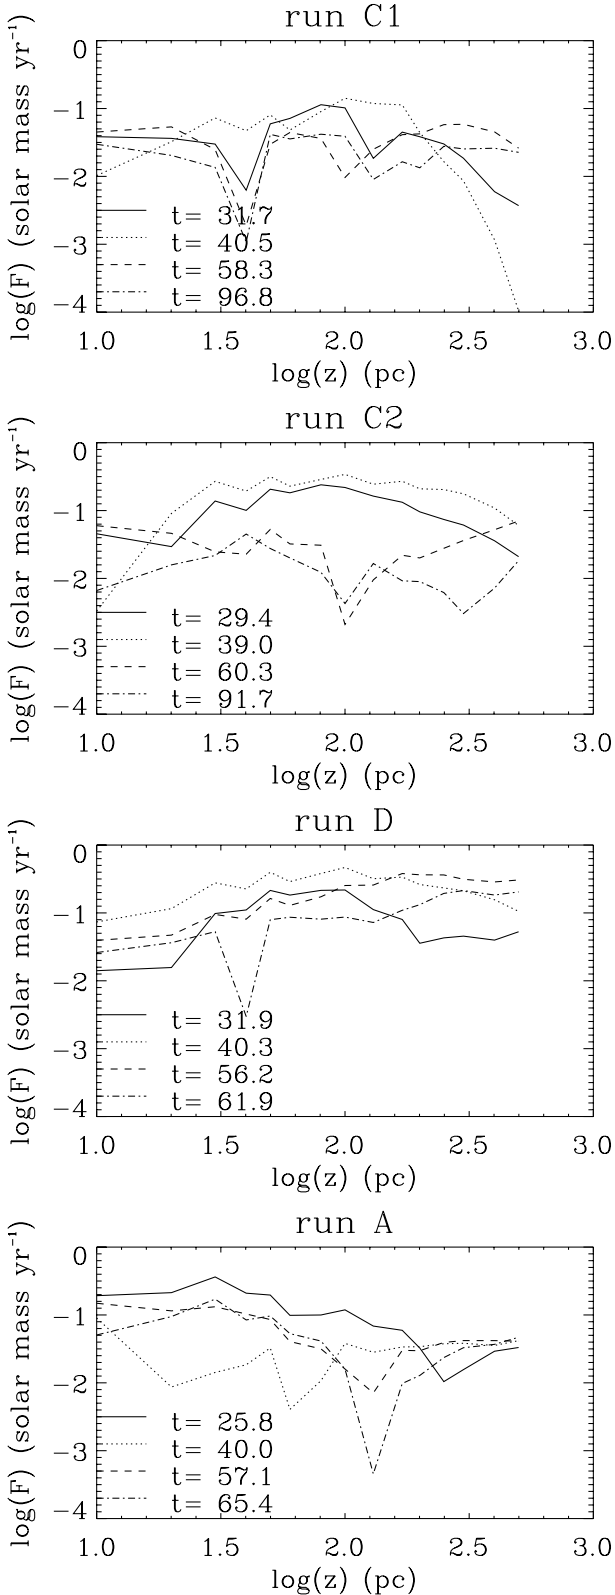 run C1
log(F) (solar mass yr⁻¹)
0
−1
−2
−3
−4
t= 31.7
t= 40.5
t= 58.3
t= 96.8
1.0 1.5 2.0 2.5 3.0
log(z) (pc)
run C2
log(F) (solar mass yr⁻¹)
0
−1
−2
−3
−4
t= 29.4
t= 39.0
t= 60.3
t= 91.7
1.0 1.5 2.0 2.5 3.0
log(z) (pc)
run D
log(F) (solar mass yr⁻¹)
0
−1
−2
−3
−4
t= 31.9
t= 40.3
t= 56.2
t= 61.9
1.0 1.5 2.0 2.5 3.0
log(z) (pc)
run A
log(F) (solar mass yr⁻¹)
0
−1
−2
−3
−4
t= 25.8
t= 40.0
t= 57.1
t= 65.4
1.0 1.5 2.0 2.5 3.0
log(z) (pc)